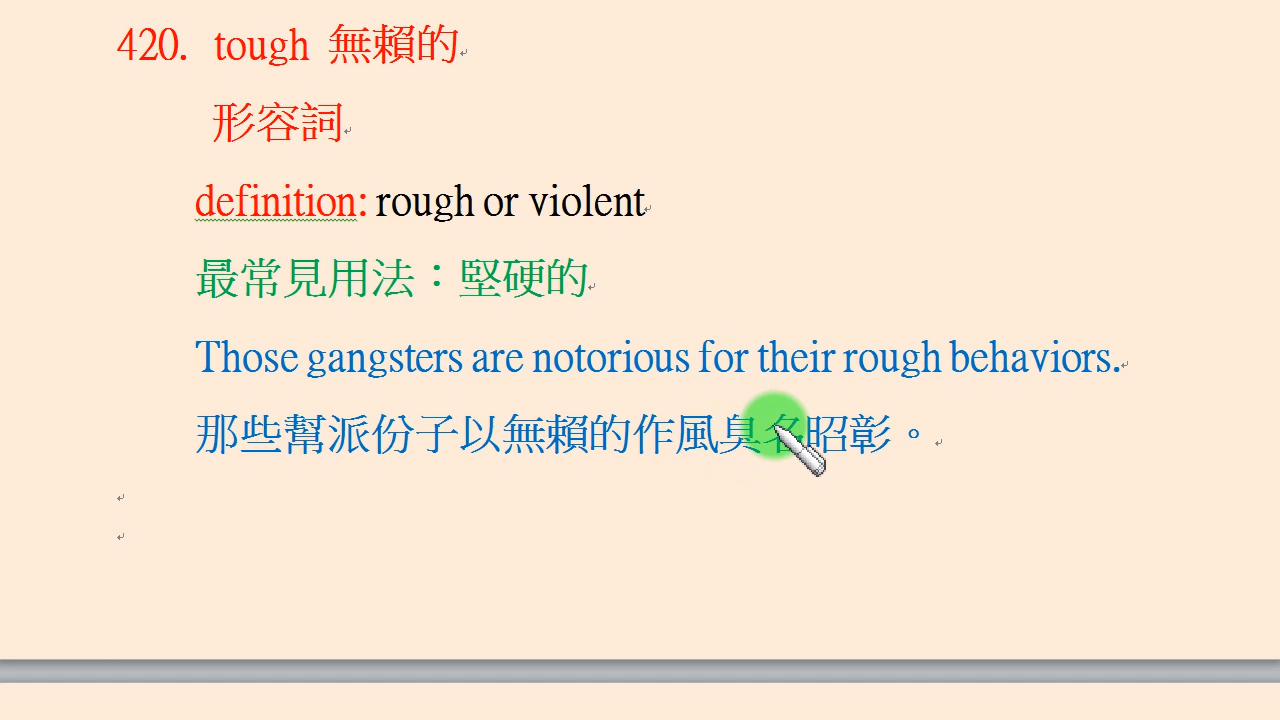 420. tough 無賴的
形容詞
definition: rough or violent
最常見用法：堅硬的
Those gangsters are notorious for their rough behaviors.
那些幫派份子以無賴的作風臭名昭彰。